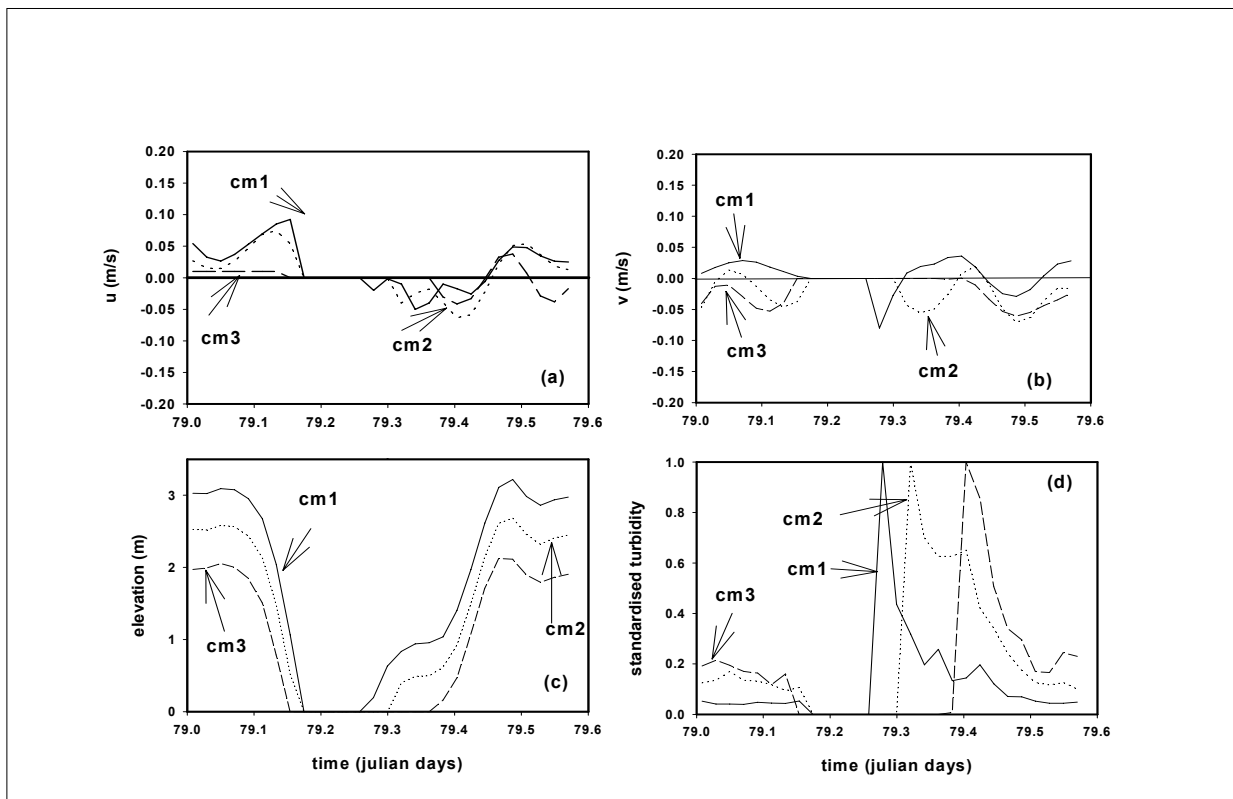 0.20
0.15
0.10
0.05
0.00
-0.05
-0.10
-0.15
-0.20
u (m/s)
cm1
cm3
cm2
(a)
79.0 79.1 79.2 79.3 79.4 79.5 79.6
0.20
0.15
0.10
0.05
0.00
-0.05
-0.10
-0.15
-0.20
v (m/s)
cm1
cm3
cm2
(b)
79.0 79.1 79.2 79.3 79.4 79.5 79.6
3
2
1
0
elevation (m)
cm1
cm3
cm2
(c)
79.0 79.1 79.2 79.3 79.4 79.5 79.6
time (julian days)
1.0
0.8
0.6
0.4
0.2
0.0
standardised turbidity
(d)
cm2
cm1
cm3
79.0 79.1 79.2 79.3 79.4 79.5 79.6
time (julian days)